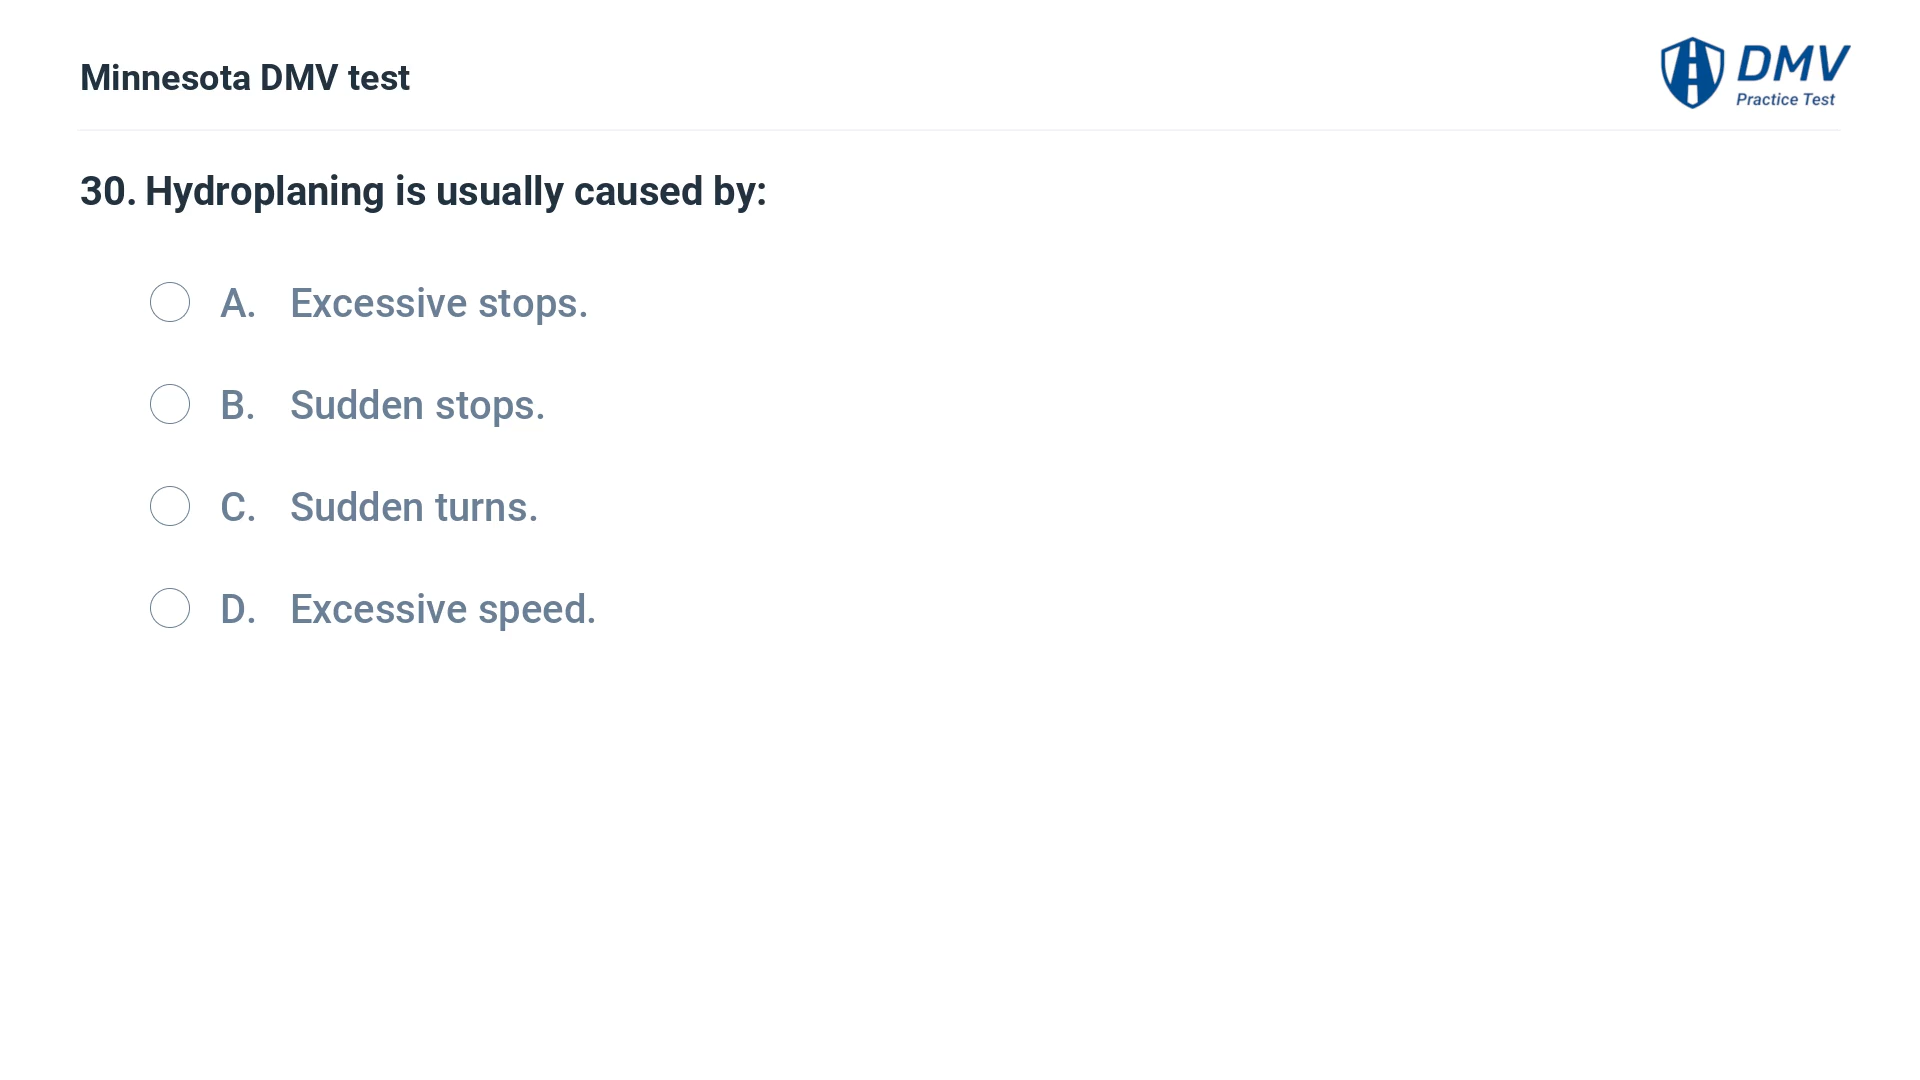 Minnesota DMV test
DMV
Practice Test
30. Hydroplaning is usually caused by:
A. Excessive stops.
B. Sudden stops.
C. Sudden turns.
D. Excessive speed.